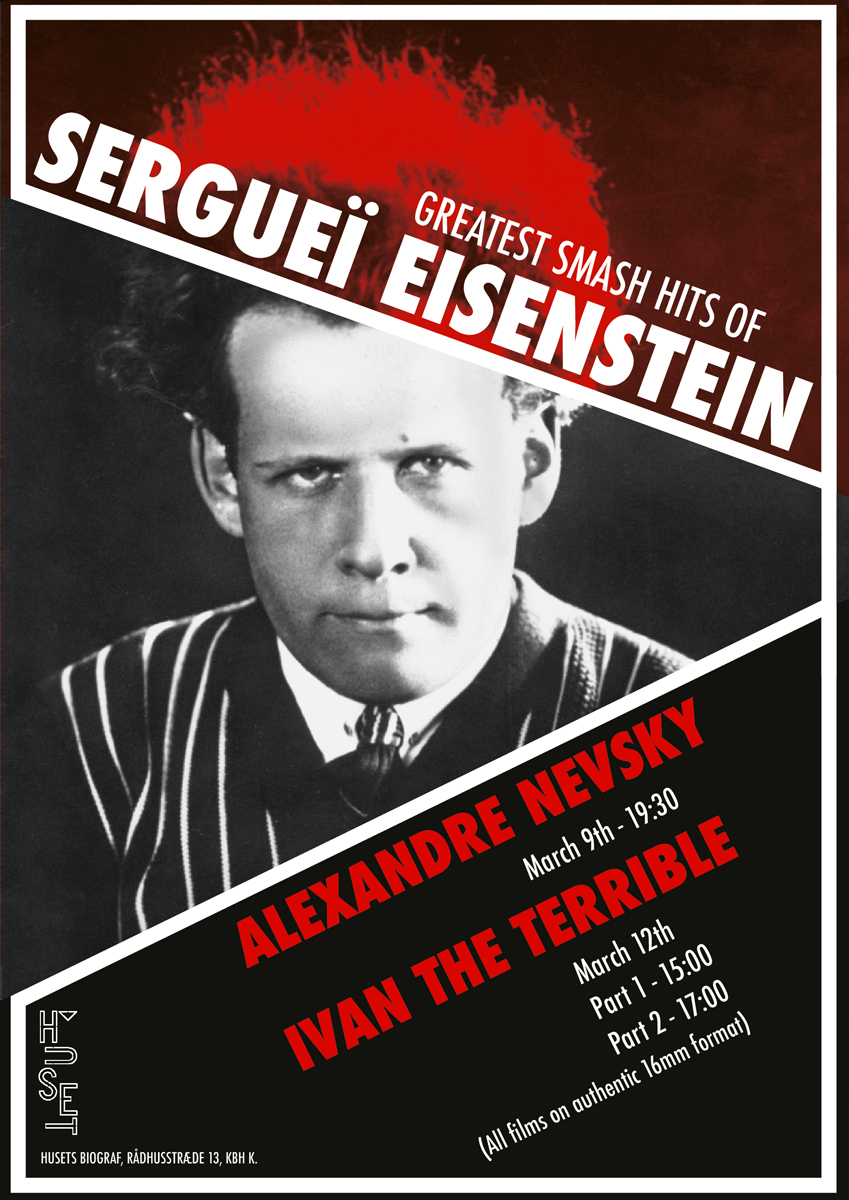 GREATEST SMASH HITS OF
SERGUEÏ EISENSTEIN
ALEXANDRE NEVSKY
March 9th - 19:30
IVAN THE TERRIBLE
March 12th
Part 1 - 15:00
Part 2 - 17:00
(All films on authentic 16mm format)
HUSET
HUSETS BIOGRAF, RÅDHUSSTRÆDE 13, KBH K.